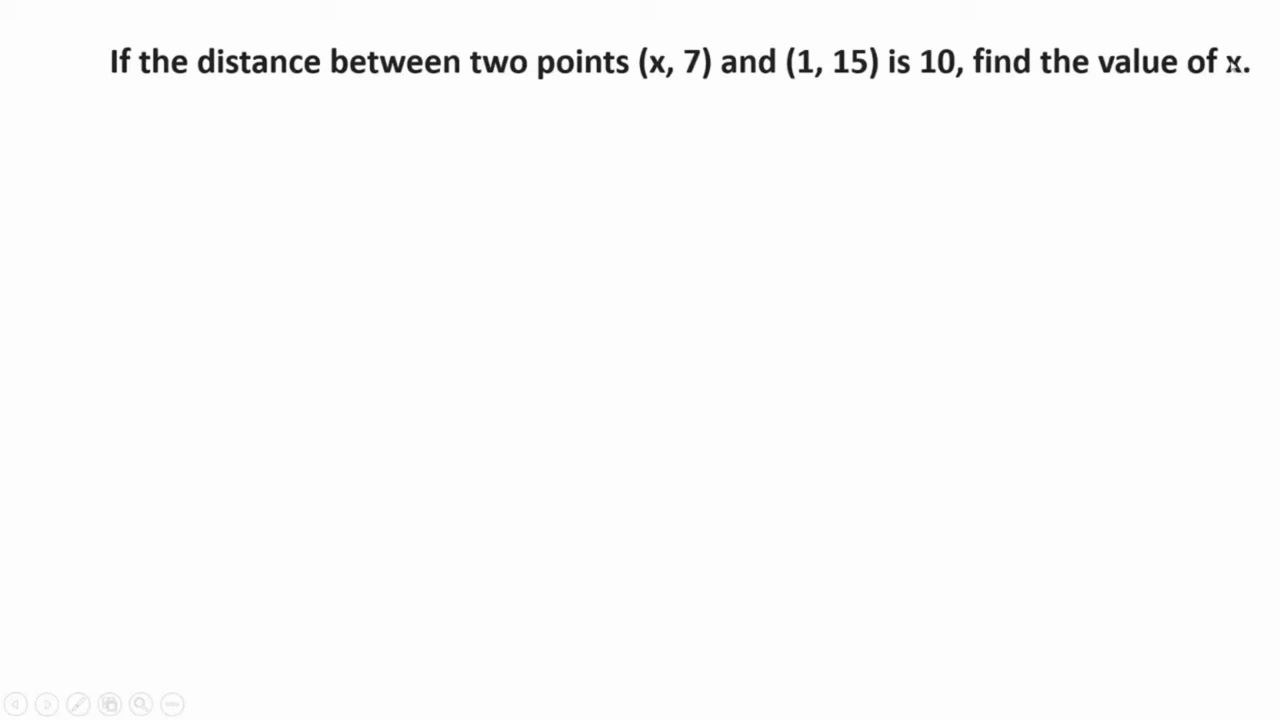 If the distance between two points (x, 7) and (1, 15) is 10, find the value of x.